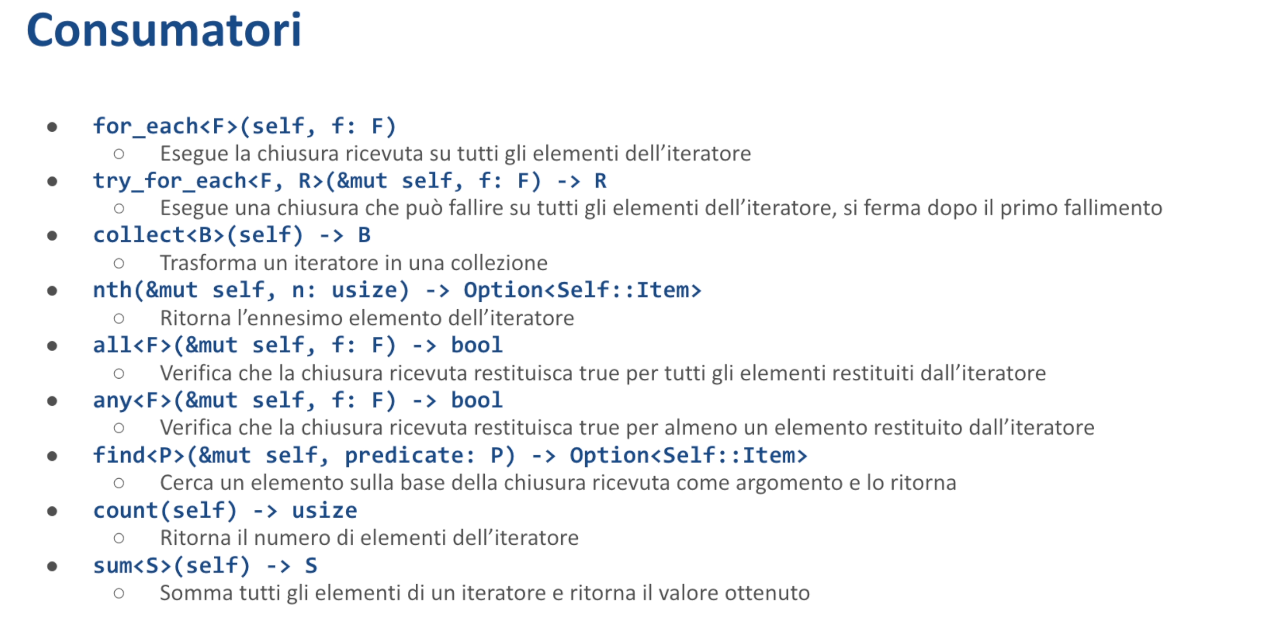 Consumatori
● for_each<F>(self, f: F)
○ Esegue la chiusura ricevuta su tutti gli elementi dell’iteratore
● try_for_each<F, R>(&mut self, f: F) -> R
○ Esegue una chiusura che può fallire su tutti gli elementi dell’iteratore, si ferma dopo il primo fallimento
● collect<B>(self) -> B
○ Trasforma un iteratore in una collezione
● nth(&mut self, n: usize) -> Option<Self::Item>
○ Ritorna l’ennesimo elemento dell’iteratore
● all<F>(&mut self, f: F) -> bool
○ Verifica che la chiusura ricevuta restituisca true per tutti gli elementi restituiti dall’iteratore
● any<F>(&mut self, f: F) -> bool
○ Verifica che la chiusura ricevuta restituisca true per almeno un elemento restituito dall’iteratore
● find<P>(&mut self, predicate: P) -> Option<Self::Item>
○ Cerca un elemento sulla base della chiusura ricevuta come argomento e lo ritorna
● count(self) -> usize
○ Ritorna il numero di elementi dell’iteratore
● sum<S>(self) -> S
○ Somma tutti gli elementi di un iteratore e ritorna il valore ottenuto